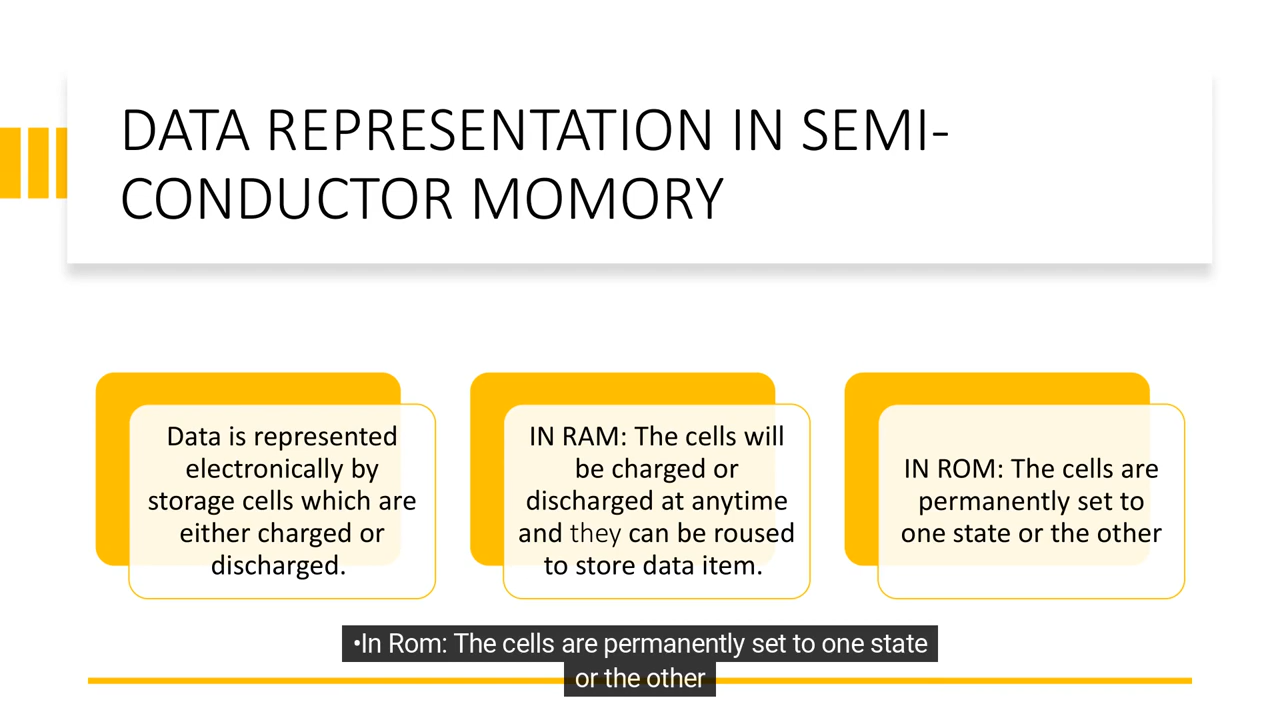 DATA REPRESENTATION IN SEMI-
CONDUCTOR MOMORY
Data is represented
electronically by
storage cells which are
either charged or
discharged.
IN RAM: The cells will
be charged or
discharged at anytime
and they can be roused
to store data item.
IN ROM: The cells are
permanently set to
one state or the other
•In Rom: The cells are permanently set to one state
or the other